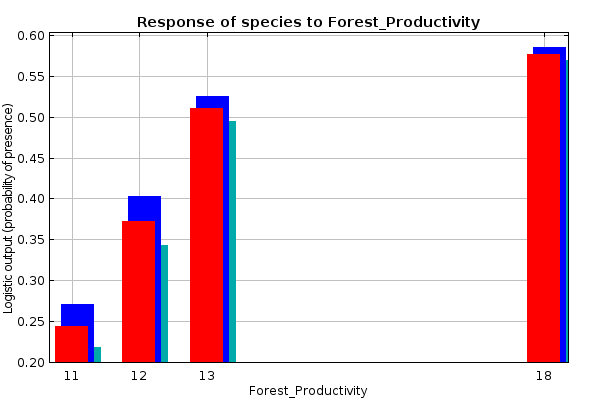 Response of species to Forest_Productivity
Logistic output (probability of presence)
0.60
0.55
0.50
0.45
0.40
0.35
0.30
0.25
0.20
11 12 13 18
Forest_Productivity